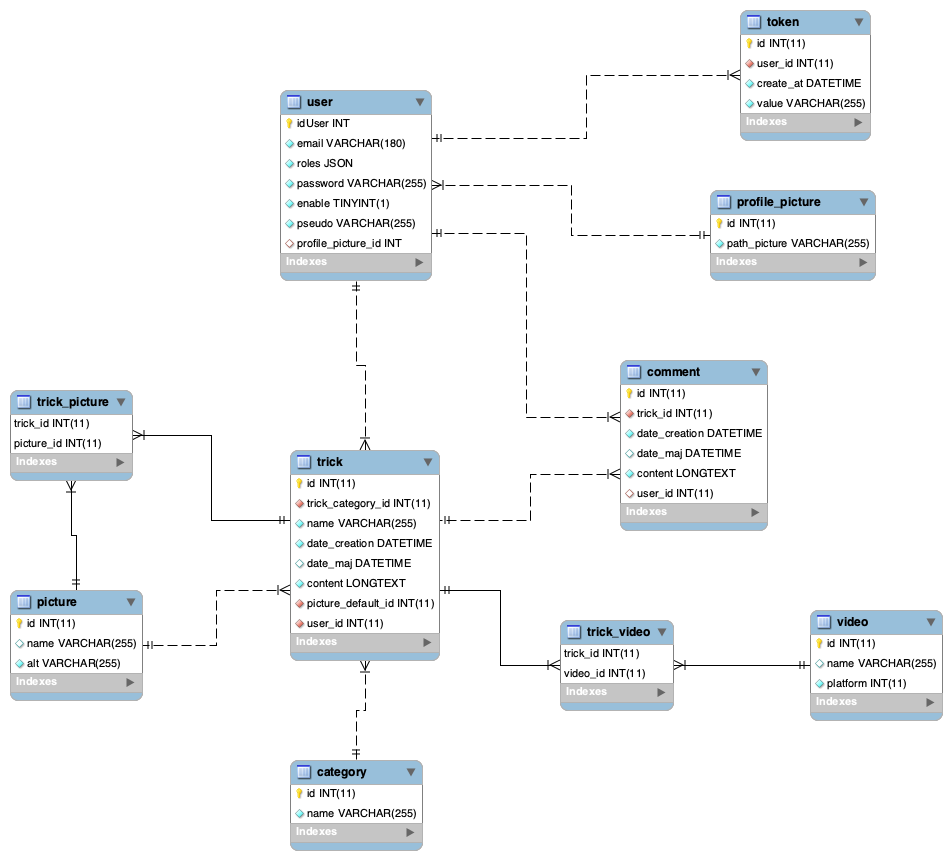 token
id INT(11)
user_id INT(11)
create_at DATETIME
value VARCHAR(255)
Indexes
user
idUser INT
email VARCHAR(180)
roles JSON
password VARCHAR(255)
enable TINYINT(1)
pseudo VARCHAR(255)
profile_picture_id INT
Indexes
profile_picture
id INT(11)
path_picture VARCHAR(255)
Indexes
comment
id INT(11)
trick_id INT(11)
date_creation DATETIME
date_maj DATETIME
content LONGTEXT
user_id INT(11)
Indexes
trick_picture
trick_id INT(11)
picture_id INT(11)
Indexes
trick
id INT(11)
trick_category_id INT(11)
name VARCHAR(255)
date_creation DATETIME
date_maj DATETIME
content LONGTEXT
picture_default_id INT(11)
user_id INT(11)
Indexes
picture
id INT(11)
name VARCHAR(255)
alt VARCHAR(255)
Indexes
trick_video
trick_id INT(11)
video_id INT(11)
Indexes
video
id INT(11)
name VARCHAR(255)
platform INT(11)
Indexes
category
id INT(11)
name VARCHAR(255)
Indexes